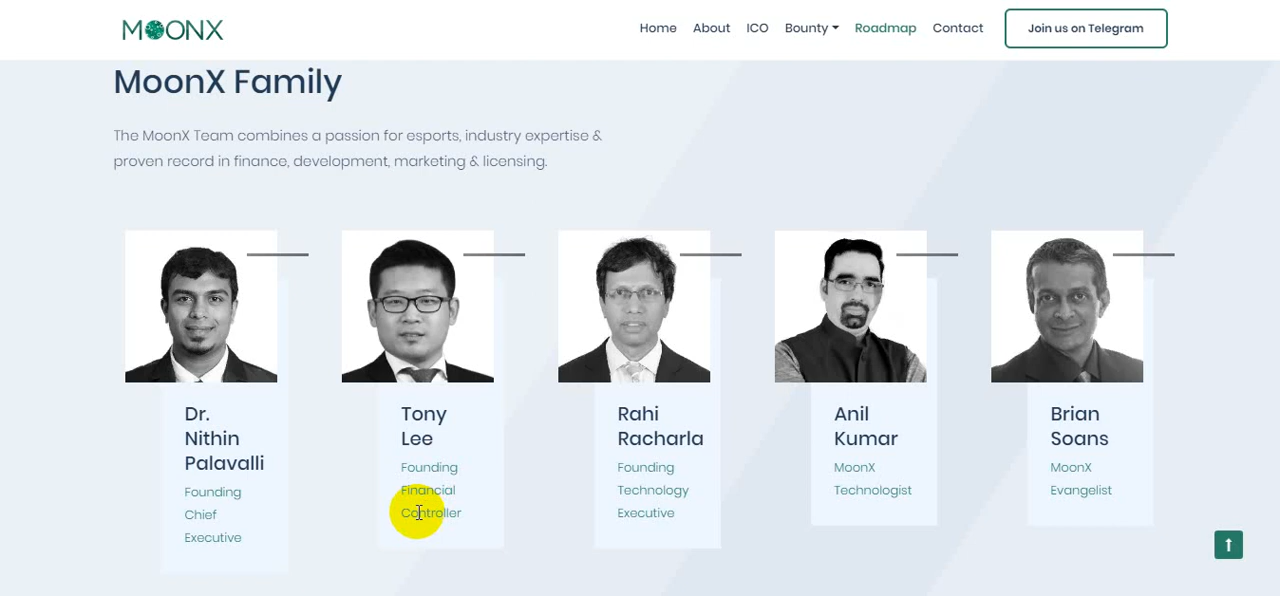 MOONX
Home About ICO Bounty Roadmap Contact Join us on Telegram
MoonX Family
The MoonX Team combines a passion for esports, industry expertise &
proven record in finance, development, marketing & licensing.
Dr.
Nithin
Palavalli
Founding
Chief
Executive
Tony
Lee
Founding
Financial
Controller
Rahi
Racharla
Founding
Technology
Executive
Anil
Kumar
MoonX
Technologist
Brian
Soans
MoonX
Evangelist